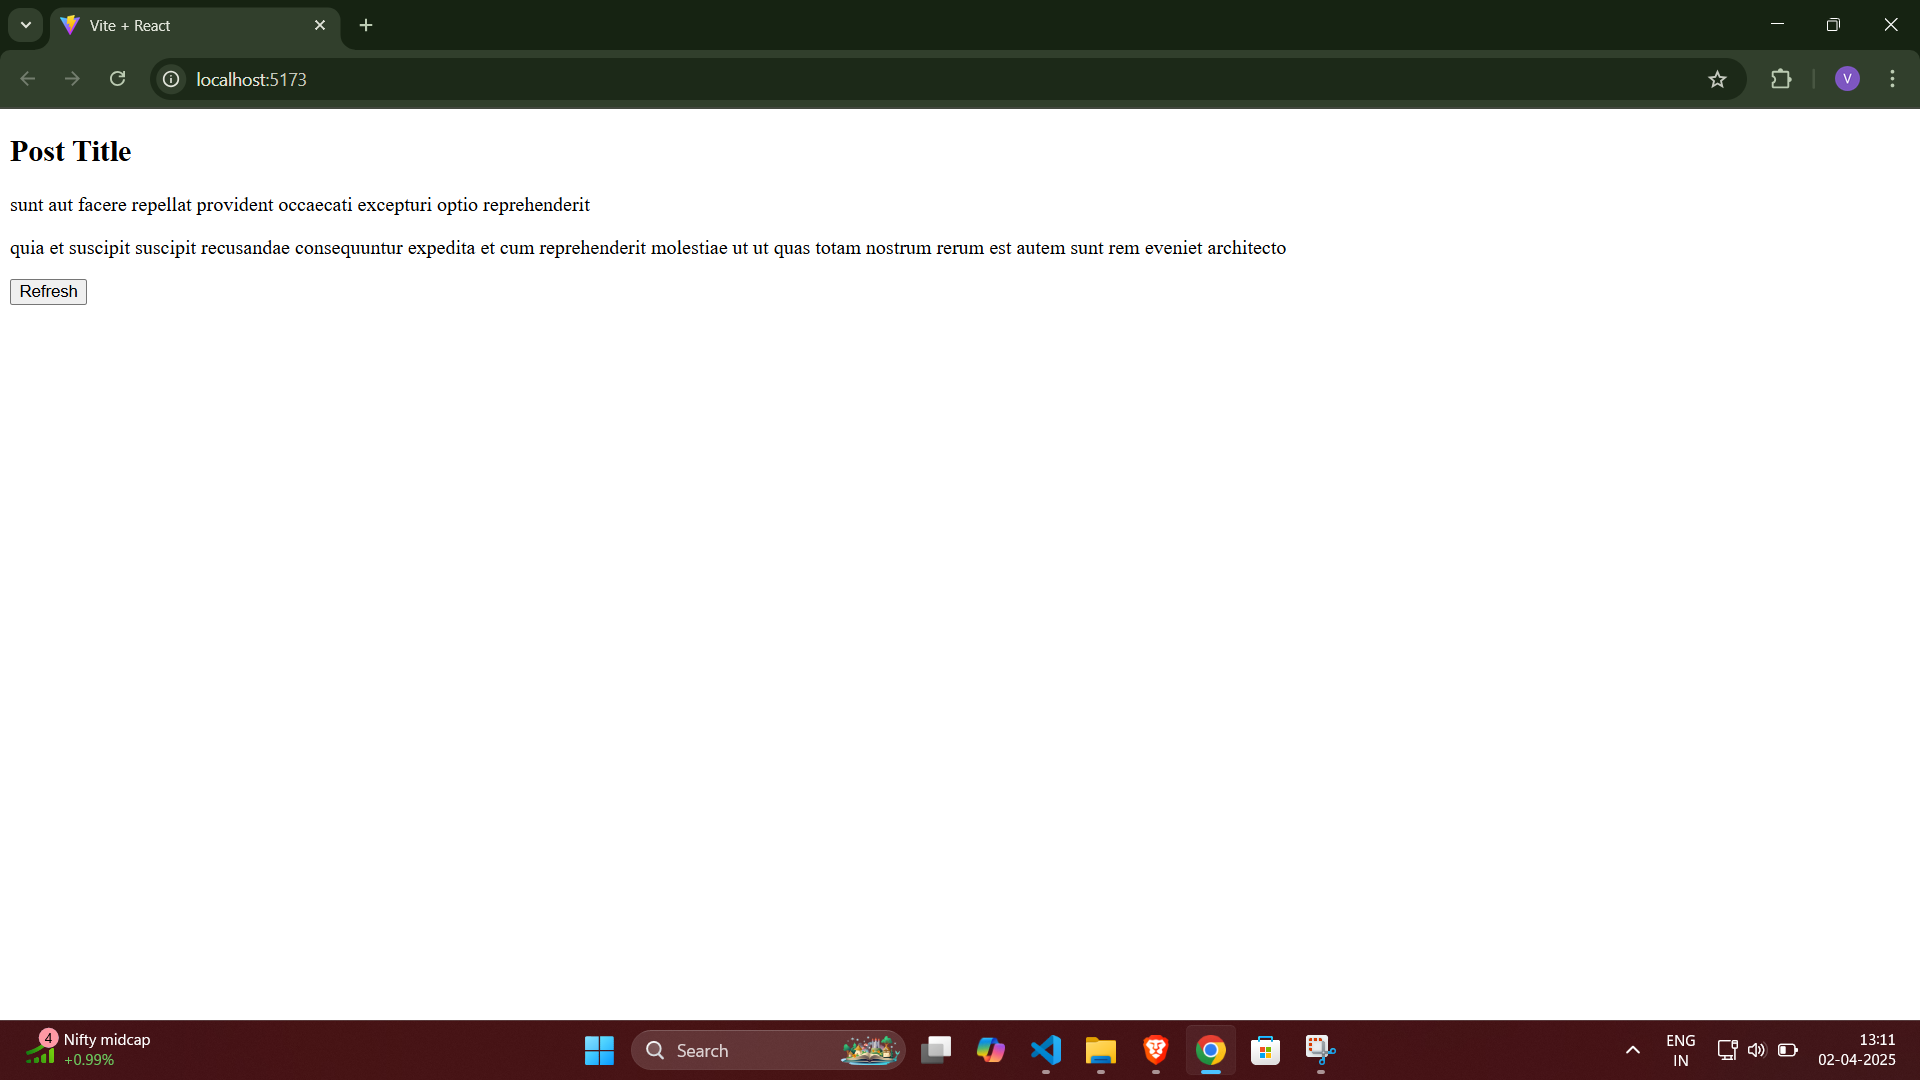 Vite + React
localhost:5173
V
Post Title
sunt aut facere repellat provident occaecati excepturi optio reprehenderit
quia et suscipit suscipit recusandae consequuntur expedita et cum reprehenderit molestiae ut ut quas totam nostrum rerum est autem sunt rem eveniet architecto
Refresh
4
Nifty midcap
+0.99%
Search
ENG
IN
13:11
02-04-2025